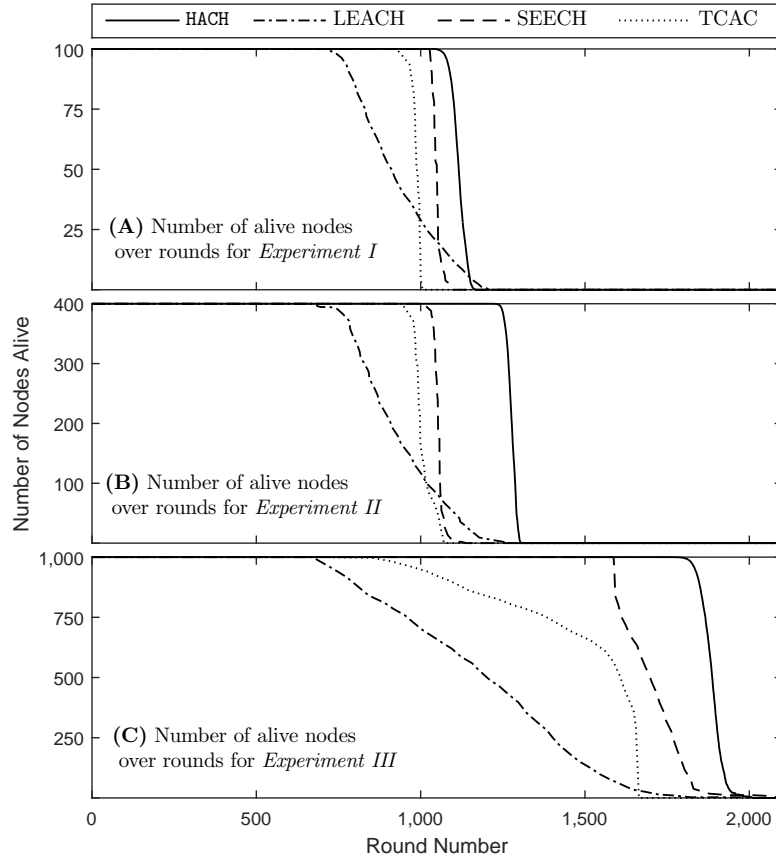 HACH LEACH SEECH TCAC
100
75
50
25
(A) Number of alive nodes
over rounds for Experiment I
400
300
200
100
(B) Number of alive nodes
over rounds for Experiment II
Number of Nodes Alive
1,000
750
500
250
(C) Number of alive nodes
over rounds for Experiment III
0 500 1,000 1,500 2,000
Round Number